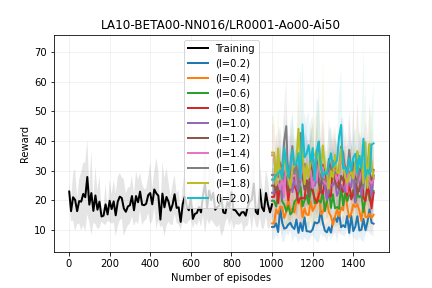 LA10-BETA00-NN016/LR0001-Ao00-Ai50
Reward
70
60
50
40
30
20
10
Training
(l=0.2)
(l=0.4)
(l=0.6)
(l=0.8)
(l=1.0)
(l=1.2)
(l=1.4)
(l=1.6)
(l=1.8)
(l=2.0)
0 200 400 600 800 1000 1200 1400
Number of episodes